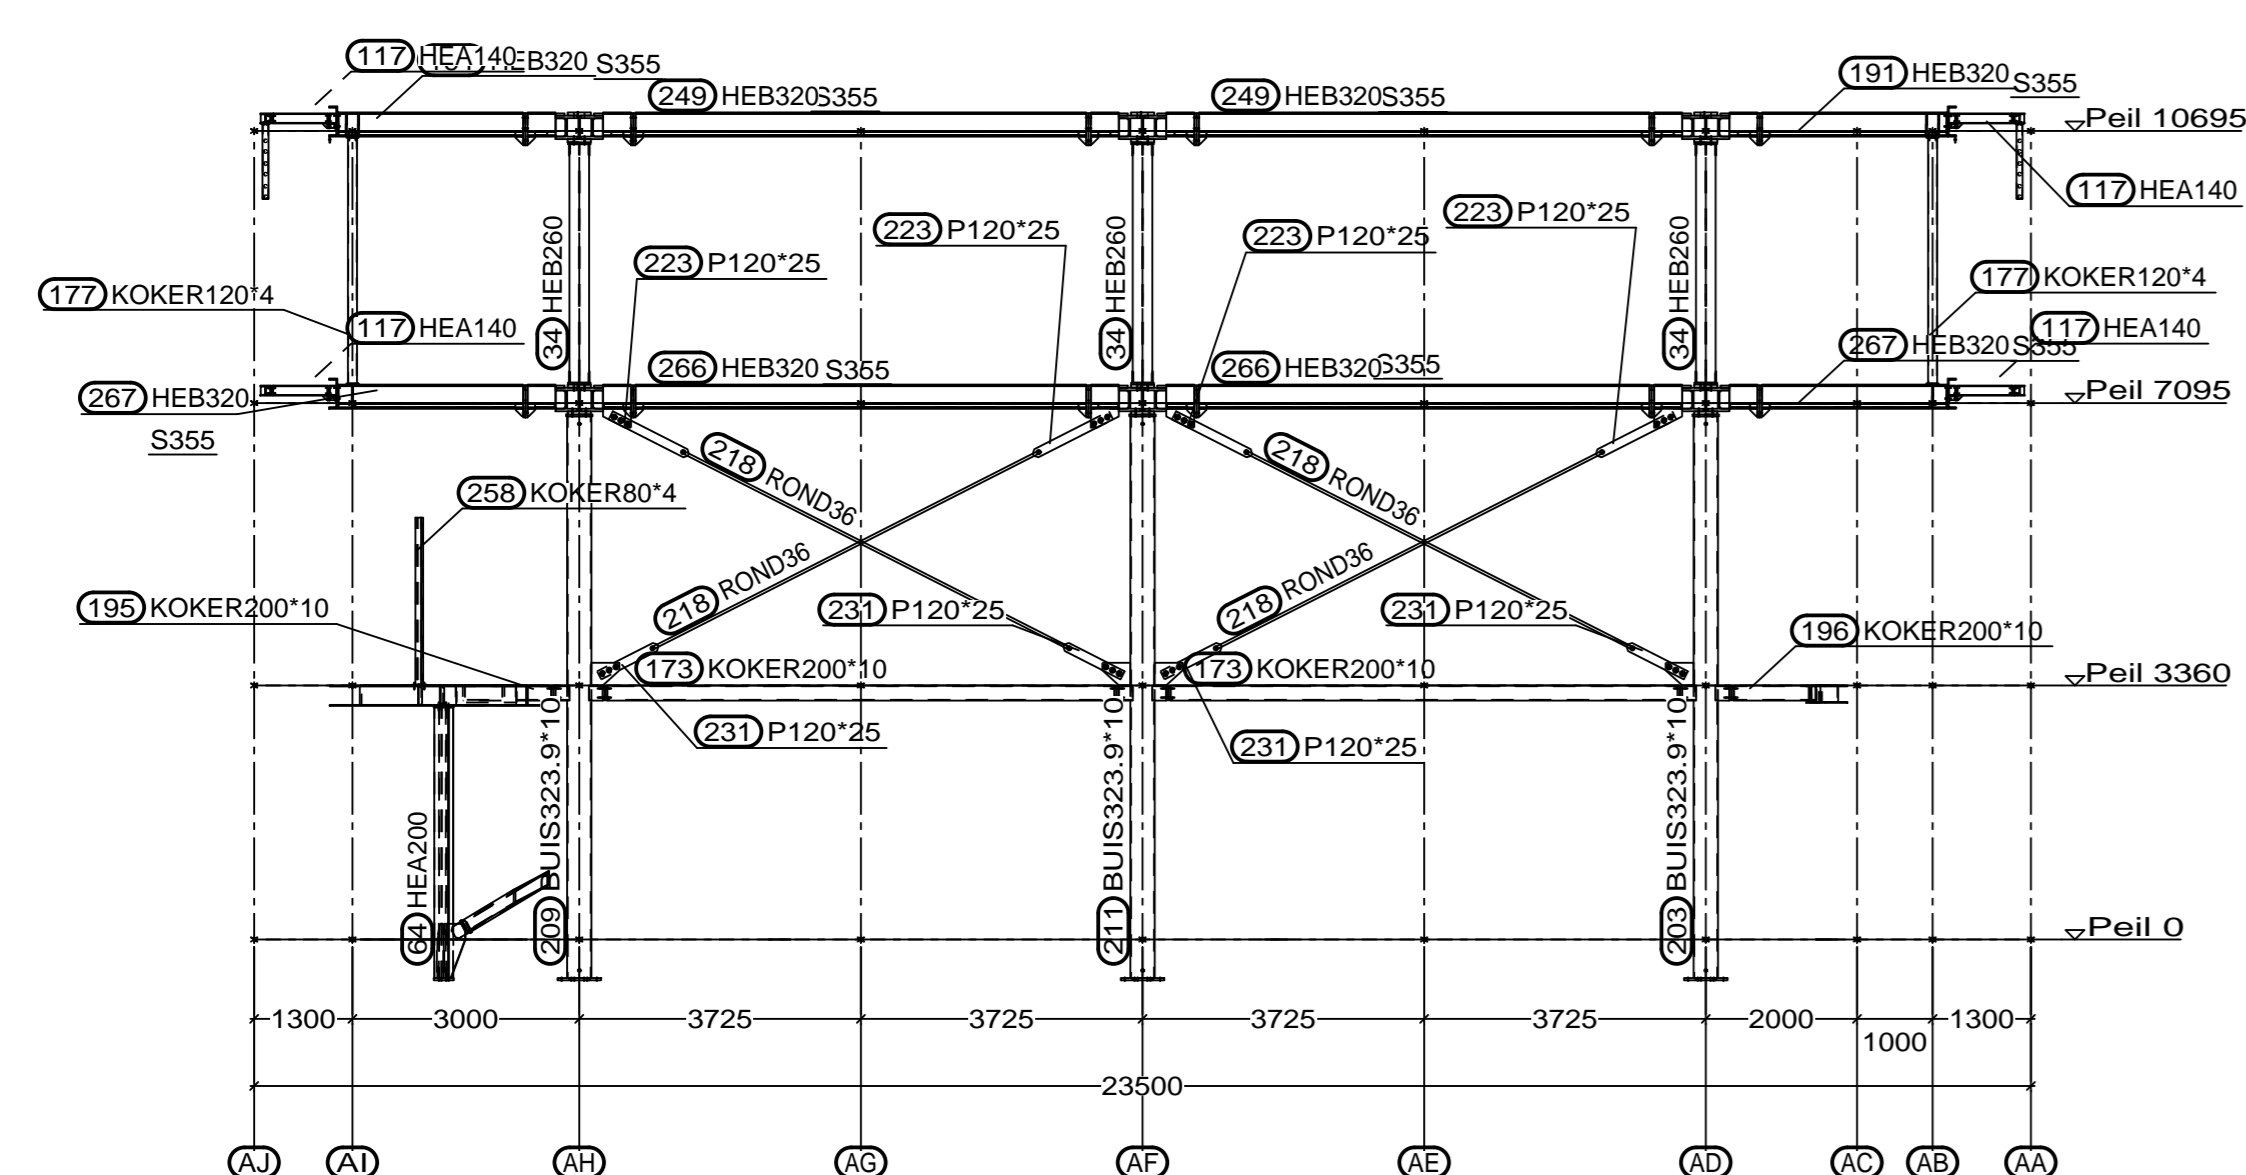 117 HEA140
HEB320 S355
249 HEB320 S355
249 HEB320 S355
191 HEB320 S355
Peil 10695
117 HEA140
223 P120*25
223 P120*25
223 P120*25
223 P120*25
34 HEB260
34 HEB260
34 HEB260
177 KOKER120*4
177 KOKER120*4
117 HEA140
117 HEA140
266 HEB320 S355
266 HEB320 S355
267 HEB320 S355
Peil 7095
267 HEB320
S355
218 ROND36
218 ROND36
258 KOKER80*4
218 ROND36
218 ROND36
195 KOKER200*10
231 P120*25
231 P120*25
196 KOKER200*10
173 KOKER200*10
173 KOKER200*10
Peil 3360
231 P120*25
231 P120*25
64 HEA200
209 BUIS323.9*10
211 BUIS323.9*10
203 BUIS323.9*10
Peil 0
1300 3000 3725 3725 3725 3725 2000 1300
1000
23500
AJ AI AH AG AF AE AD AC AB AA